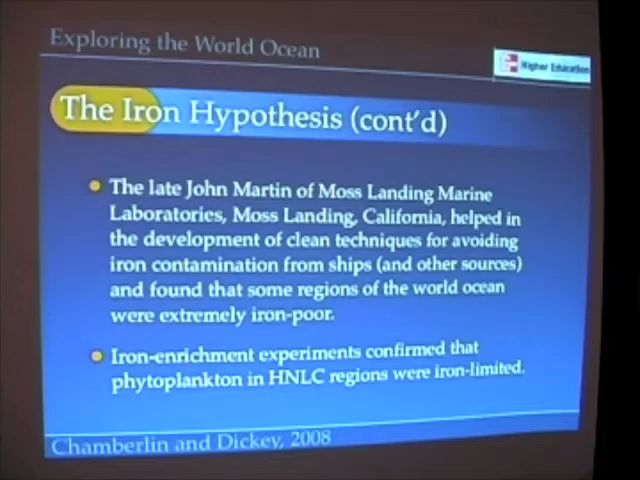 Exploring the World Ocean
Higher Education
The Iron Hypothesis (cont'd)
The late John Martin of Moss Landing Marine
Laboratories, Moss Landing, California, helped in
the development of clean techniques for avoiding
iron contamination from ships (and other sources)
and found that some regions of the world ocean
were extremely iron-poor.
Iron-enrichment experiments confirmed that
phytoplankton in HNLC regions were iron-limited.
Chamberlin and Dickey, 2008